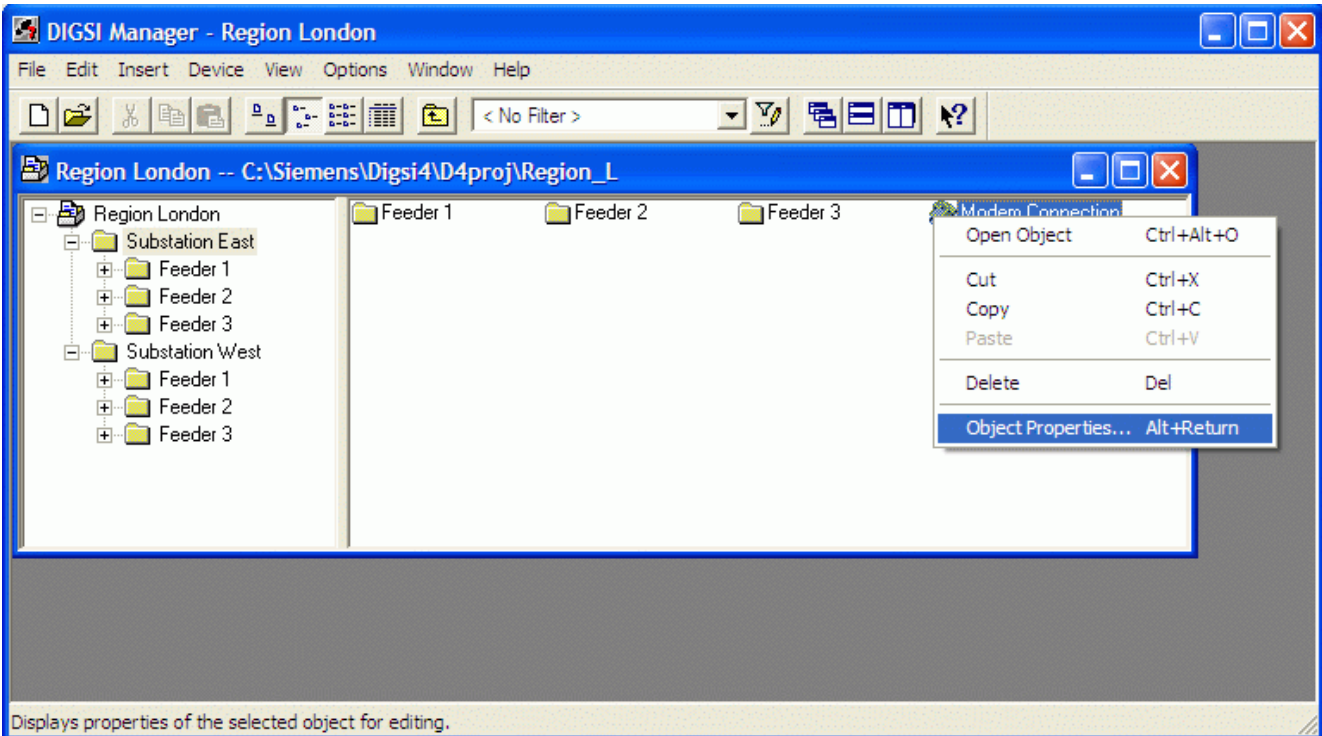 DIGSI Manager - Region London
File Edit Insert Device View Options Window Help
< No Filter >
Region London -- C:\Siemens\Digsi4\D4proj\Region_L
Region London
Substation East
Feeder 1
Feeder 2
Feeder 3
Substation West
Feeder 1
Feeder 2
Feeder 3
Feeder 1 Feeder 2 Feeder 3 Modem Connection
Open Object Ctrl+Alt+O
Cut Ctrl+X
Copy Ctrl+C
Paste Ctrl+V
Delete Del
Object Properties... Alt+Return
Displays properties of the selected object for editing.